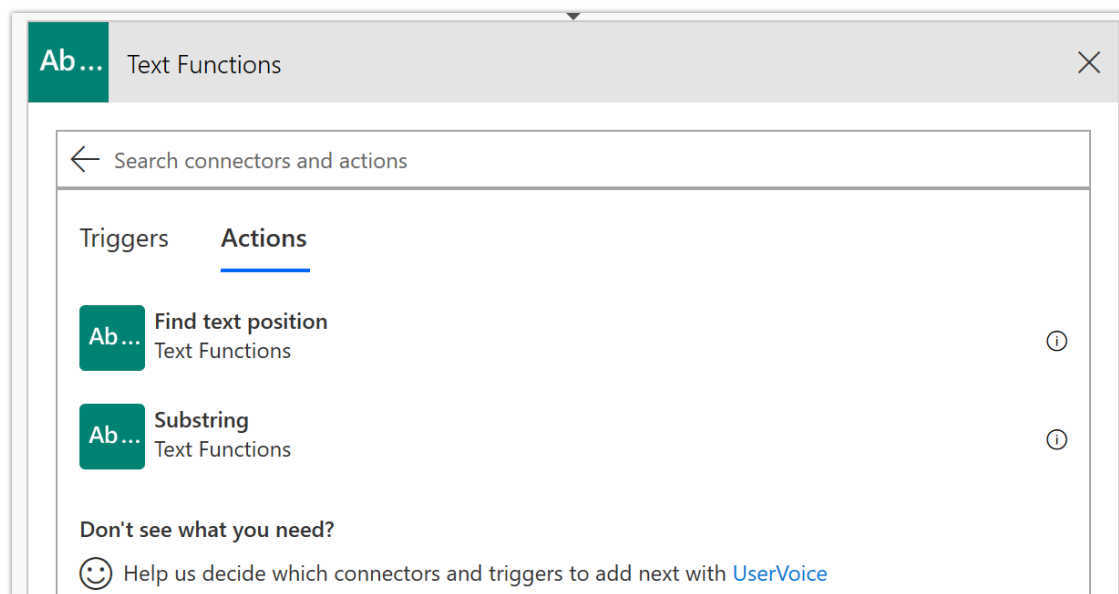 Ab...
Text Functions
Search connectors and actions
Triggers
Actions
Ab...
Find text position
Text Functions
Ab...
Substring
Text Functions
Don't see what you need?
Help us decide which connectors and triggers to add next with UserVoice